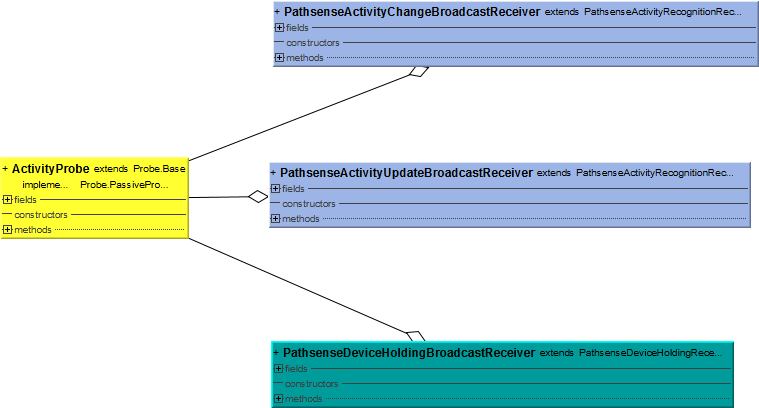 + PathsenseActivityChangeBroadcastReceiver extends PathsenseActivityRecognitionRec...
fields
constructors
methods
+ ActivityProbe extends Probe.Base
impleme... Probe.PassivePro...
fields
constructors
methods
+ PathsenseActivityUpdateBroadcastReceiver extends PathsenseActivityRecognitionRec...
fields
constructors
methods
+ PathsenseDeviceHoldingBroadcastReceiver extends PathsenseDeviceHoldingRece...
fields
constructors
methods